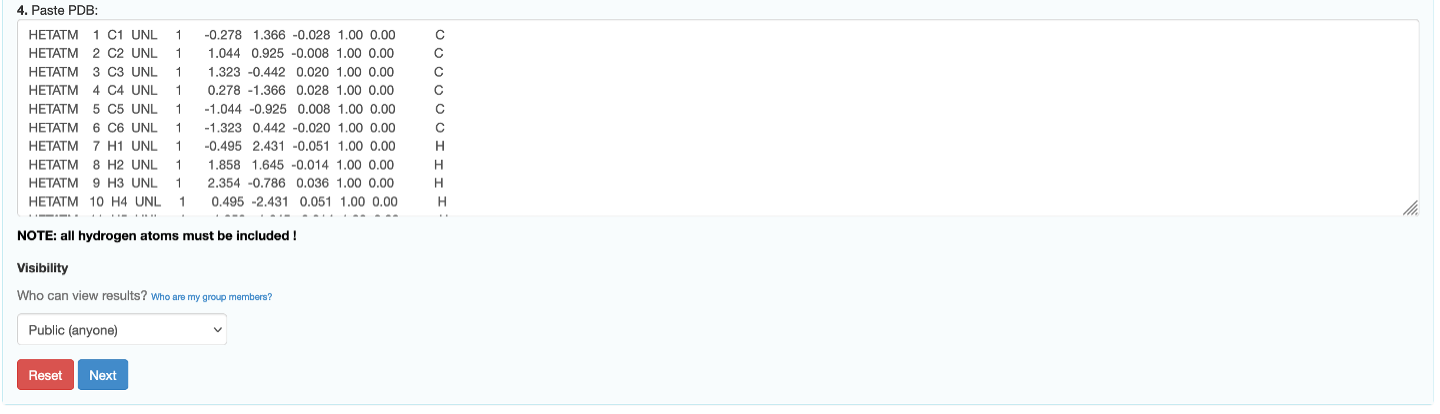 4. Paste PDB:
HETATM 1 C1 UNL 1 -0.278 1.366 -0.028 1.00 0.00 C
HETATM 2 C2 UNL 1 1.044 0.925 -0.008 1.00 0.00 C
HETATM 3 C3 UNL 1 1.323 -0.442 0.020 1.00 0.00 C
HETATM 4 C4 UNL 1 0.278 -1.366 0.028 1.00 0.00 C
HETATM 5 C5 UNL 1 -1.044 -0.925 0.008 1.00 0.00 C
HETATM 6 C6 UNL 1 -1.323 0.442 -0.020 1.00 0.00 C
HETATM 7 H1 UNL 1 -0.495 2.431 -0.051 1.00 0.00 H
HETATM 8 H2 UNL 1 1.858 1.645 -0.014 1.00 0.00 H
HETATM 9 H3 UNL 1 2.354 -0.786 0.036 1.00 0.00 H
HETATM 10 H4 UNL 1 0.495 -2.431 0.051 1.00 0.00 H
NOTE: all hydrogen atoms must be included !
Visibility
Who can view results? Who are my group members?
Public (anyone)
Reset Next